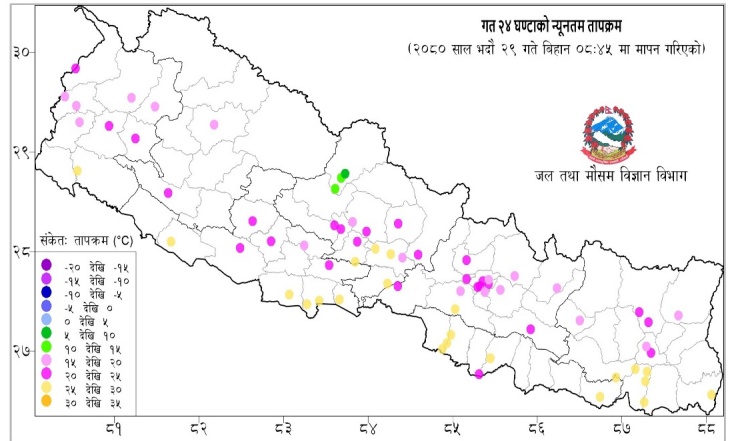 गत २४ घण्टाको न्यूनतम तापक्रम
(२०८० साल भदौ २९ गते बिहान ०८:४५ मा मापन गरिएको)
जल तथा मौसम विज्ञान विभाग
३०
२९
२८
२७
संकेतः तापक्रम (°C)
-२० देखि -१५
-१५ देखि -१०
-१० देखि -५
-५ देखि ०
० देखि ५
५ देखि १०
१० देखि १५
१५ देखि २०
२० देखि २५
२५ देखि ३०
३० देखि ३५
८१ ८२ ८३ ८४ ८५ ८६ ८७ ८८